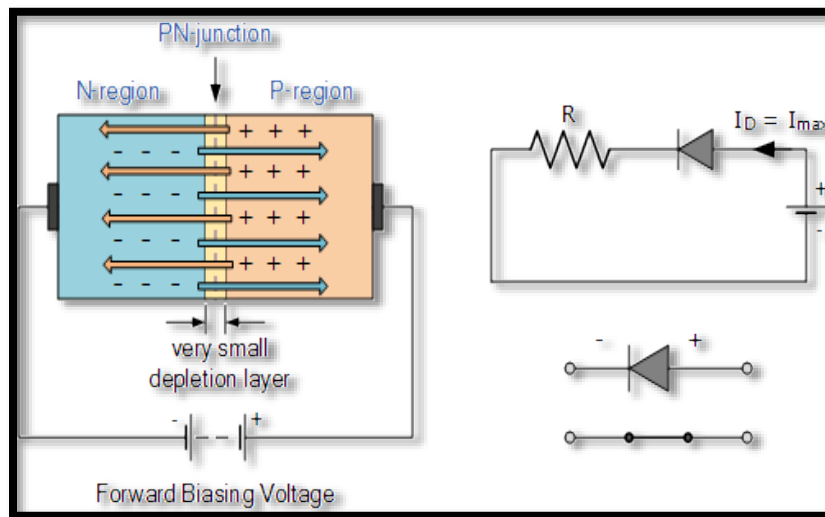 PN-junction
N-region
P-region
+ + +
- - -
+ + +
- - -
+ + +
- - -
+ + +
- - -
very small
depletion layer
-
+
Forward Biasing Voltage
R
I_D = I_max
+
-
-
+